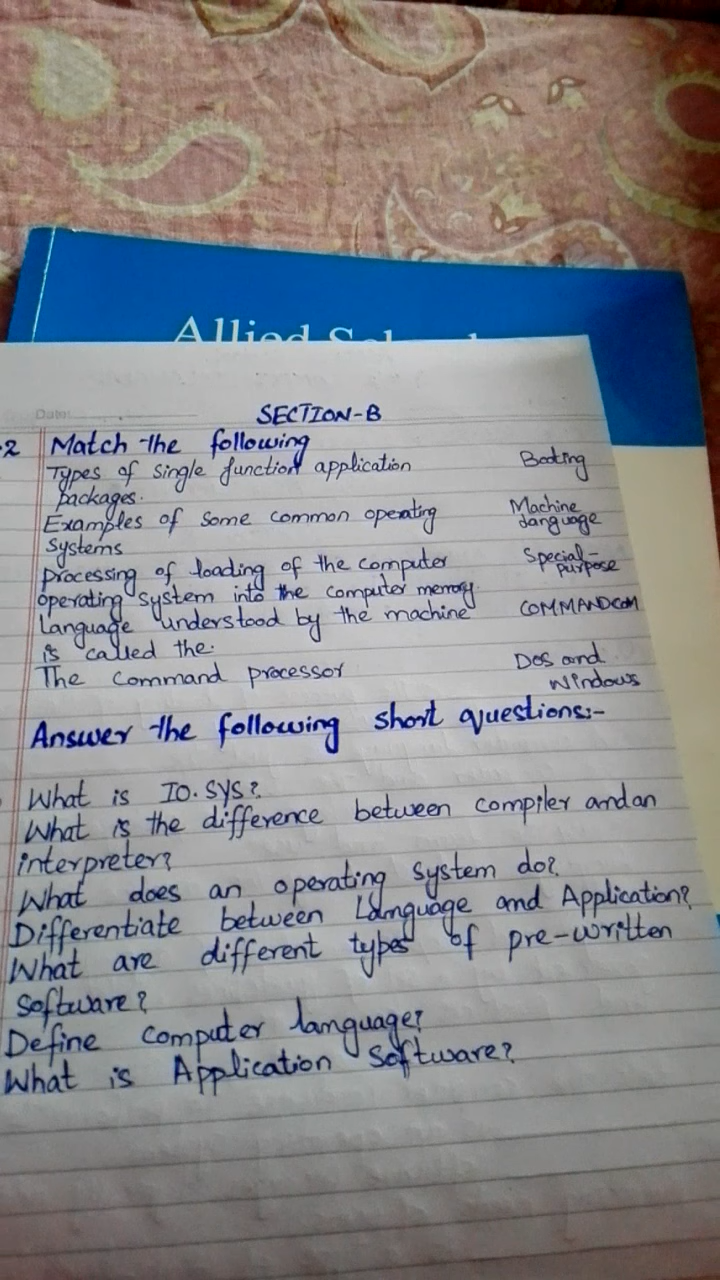 Allied
Date:
SECTION-B
2 Match the following
Types of single function application Booting
packages.
Examples of some common operating Machine
systems language
processing of loading of the computer Special-
purpose
operating system into the computer memory.
language understood by the machine COMMANDCOM
is called the.
The command processor Dos and
Windows
Answer the following short questions:-
What is IO.SYS?
What is the difference between compiler and an
interpreter?
What does an operating system do?
Differentiate between Language and Application?
What are different types of pre-written
software?
Define computer language?
What is Application software?